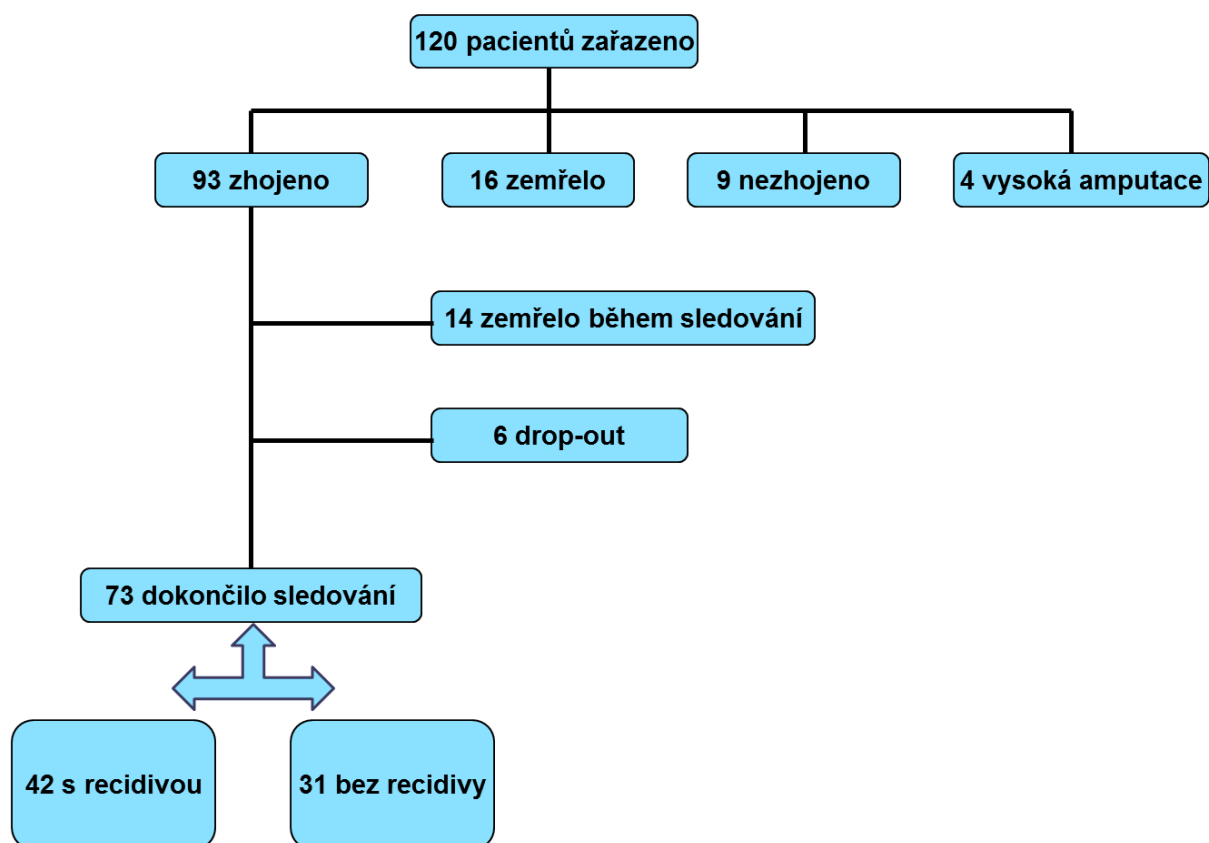 120 pacientů zařazeno
93 zhojeno
16 zemřelo
9 nezhojeno
4 vysoká amputace
14 zemřelo během sledování
6 drop-out
73 dokončilo sledování
42 s recidivou
31 bez recidivy